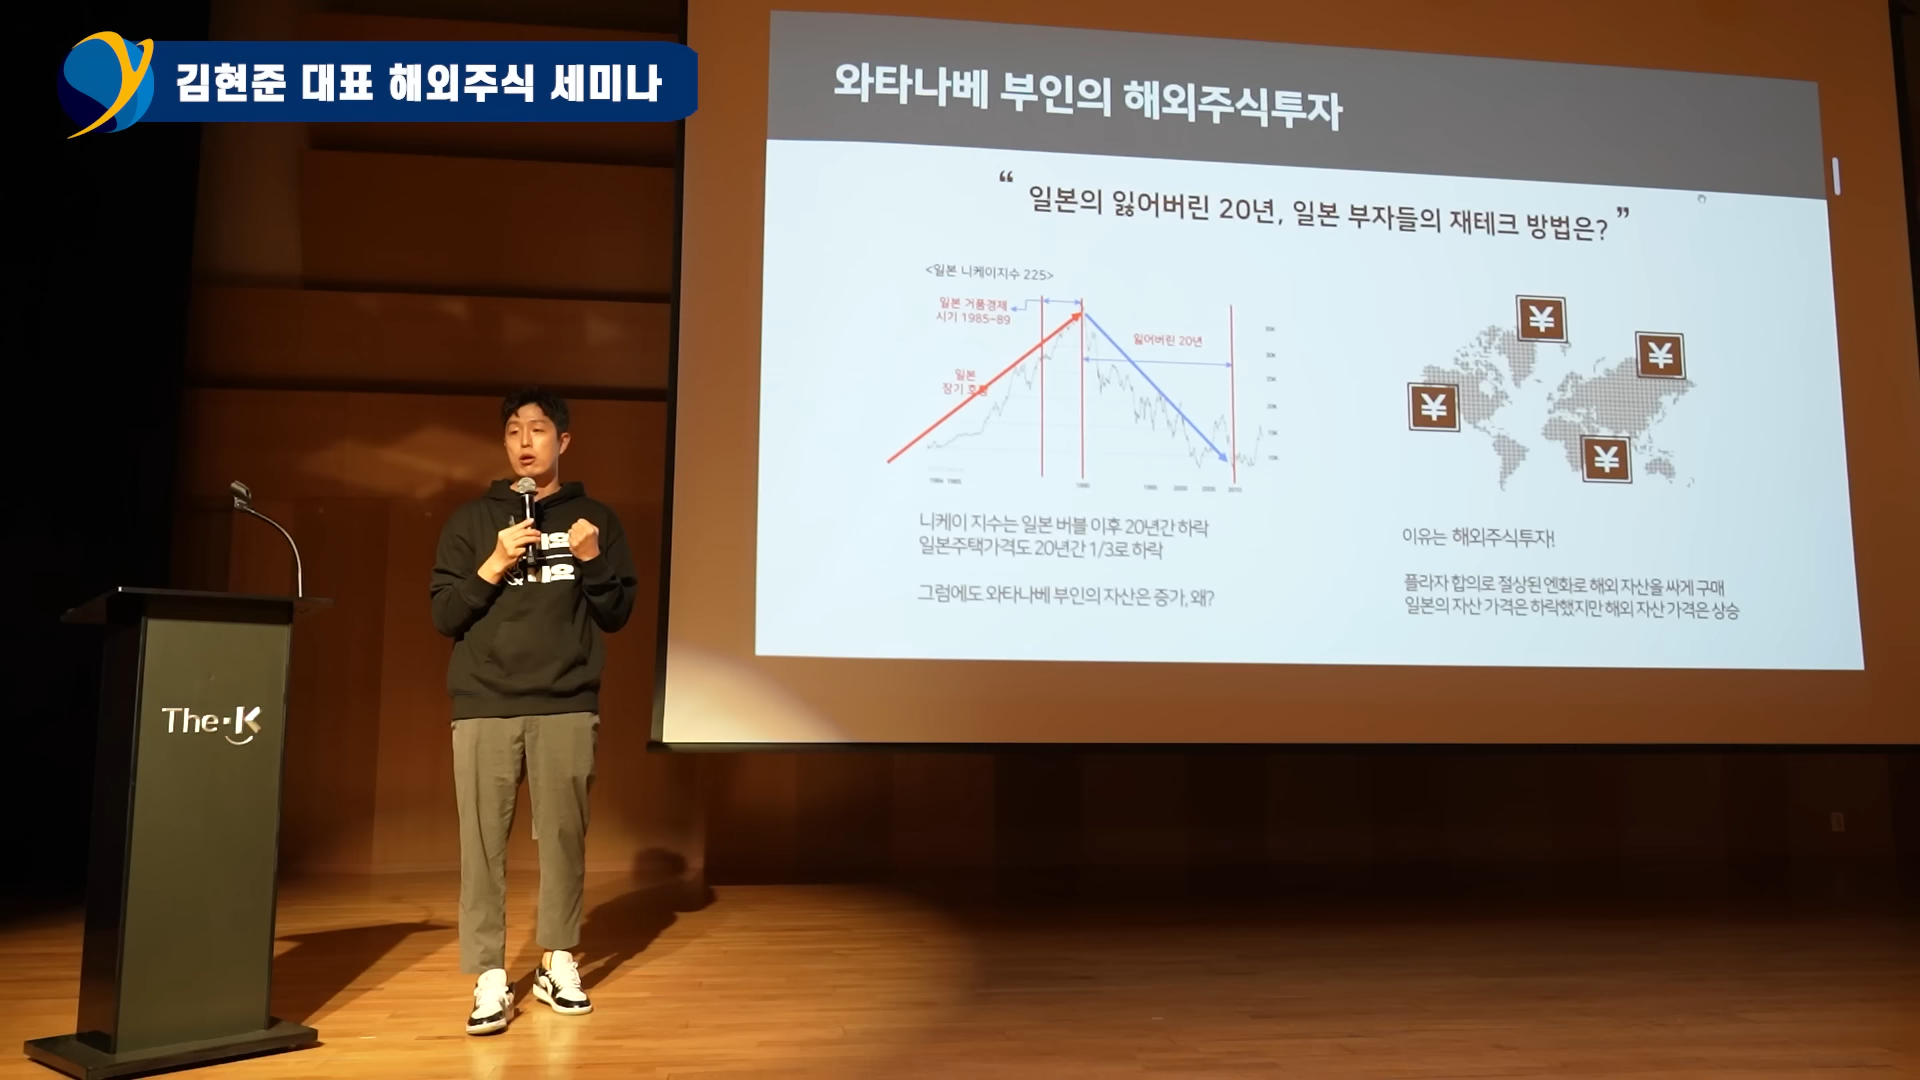 김현준 대표 해외주식 세미나
와타나베 부인의 해외주식투자
“ 일본의 잃어버린 20년, 일본 부자들의 재테크 방법은? ”
<일본 니케이지수 225>
일본 거품경제
시기 1985~89
잃어버린 20년
일본
장기 호황
1990
1995
2000
2005
2010
니케이 지수는 일본 버블 이후 20년간 하락
일본주택가격도 20년간 1/3로 하락
그럼에도 와타나베 부인의 자산은 증가, 왜?
¥
¥
¥
¥
이유는 해외주식투자!
플라자 합의로 절상된 엔화로 해외 자산을 싸게 구매
일본의 자산 가격은 하락했지만 해외 자산 가격은 상승
The·K